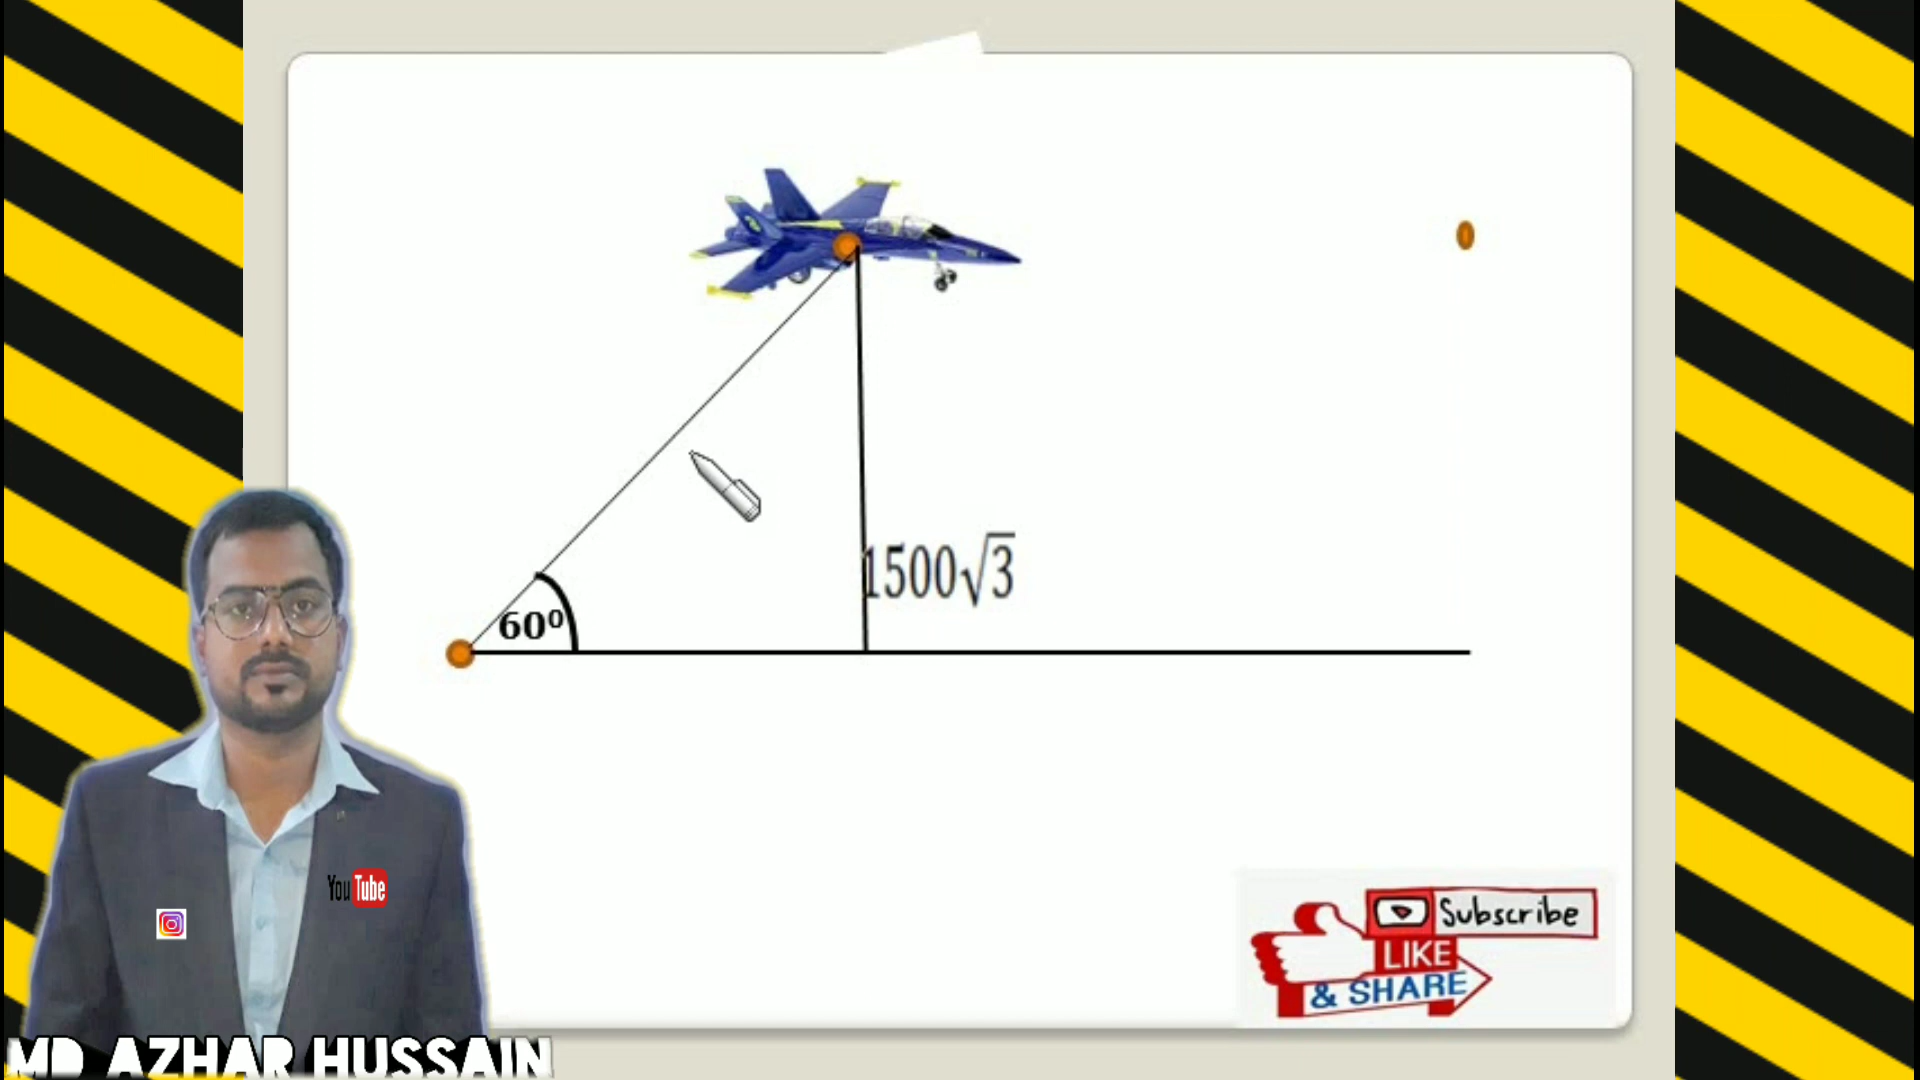 1500√3
60⁰
YouTube
Subscribe
LIKE
& SHARE
MD AZHAR HUSSAIN